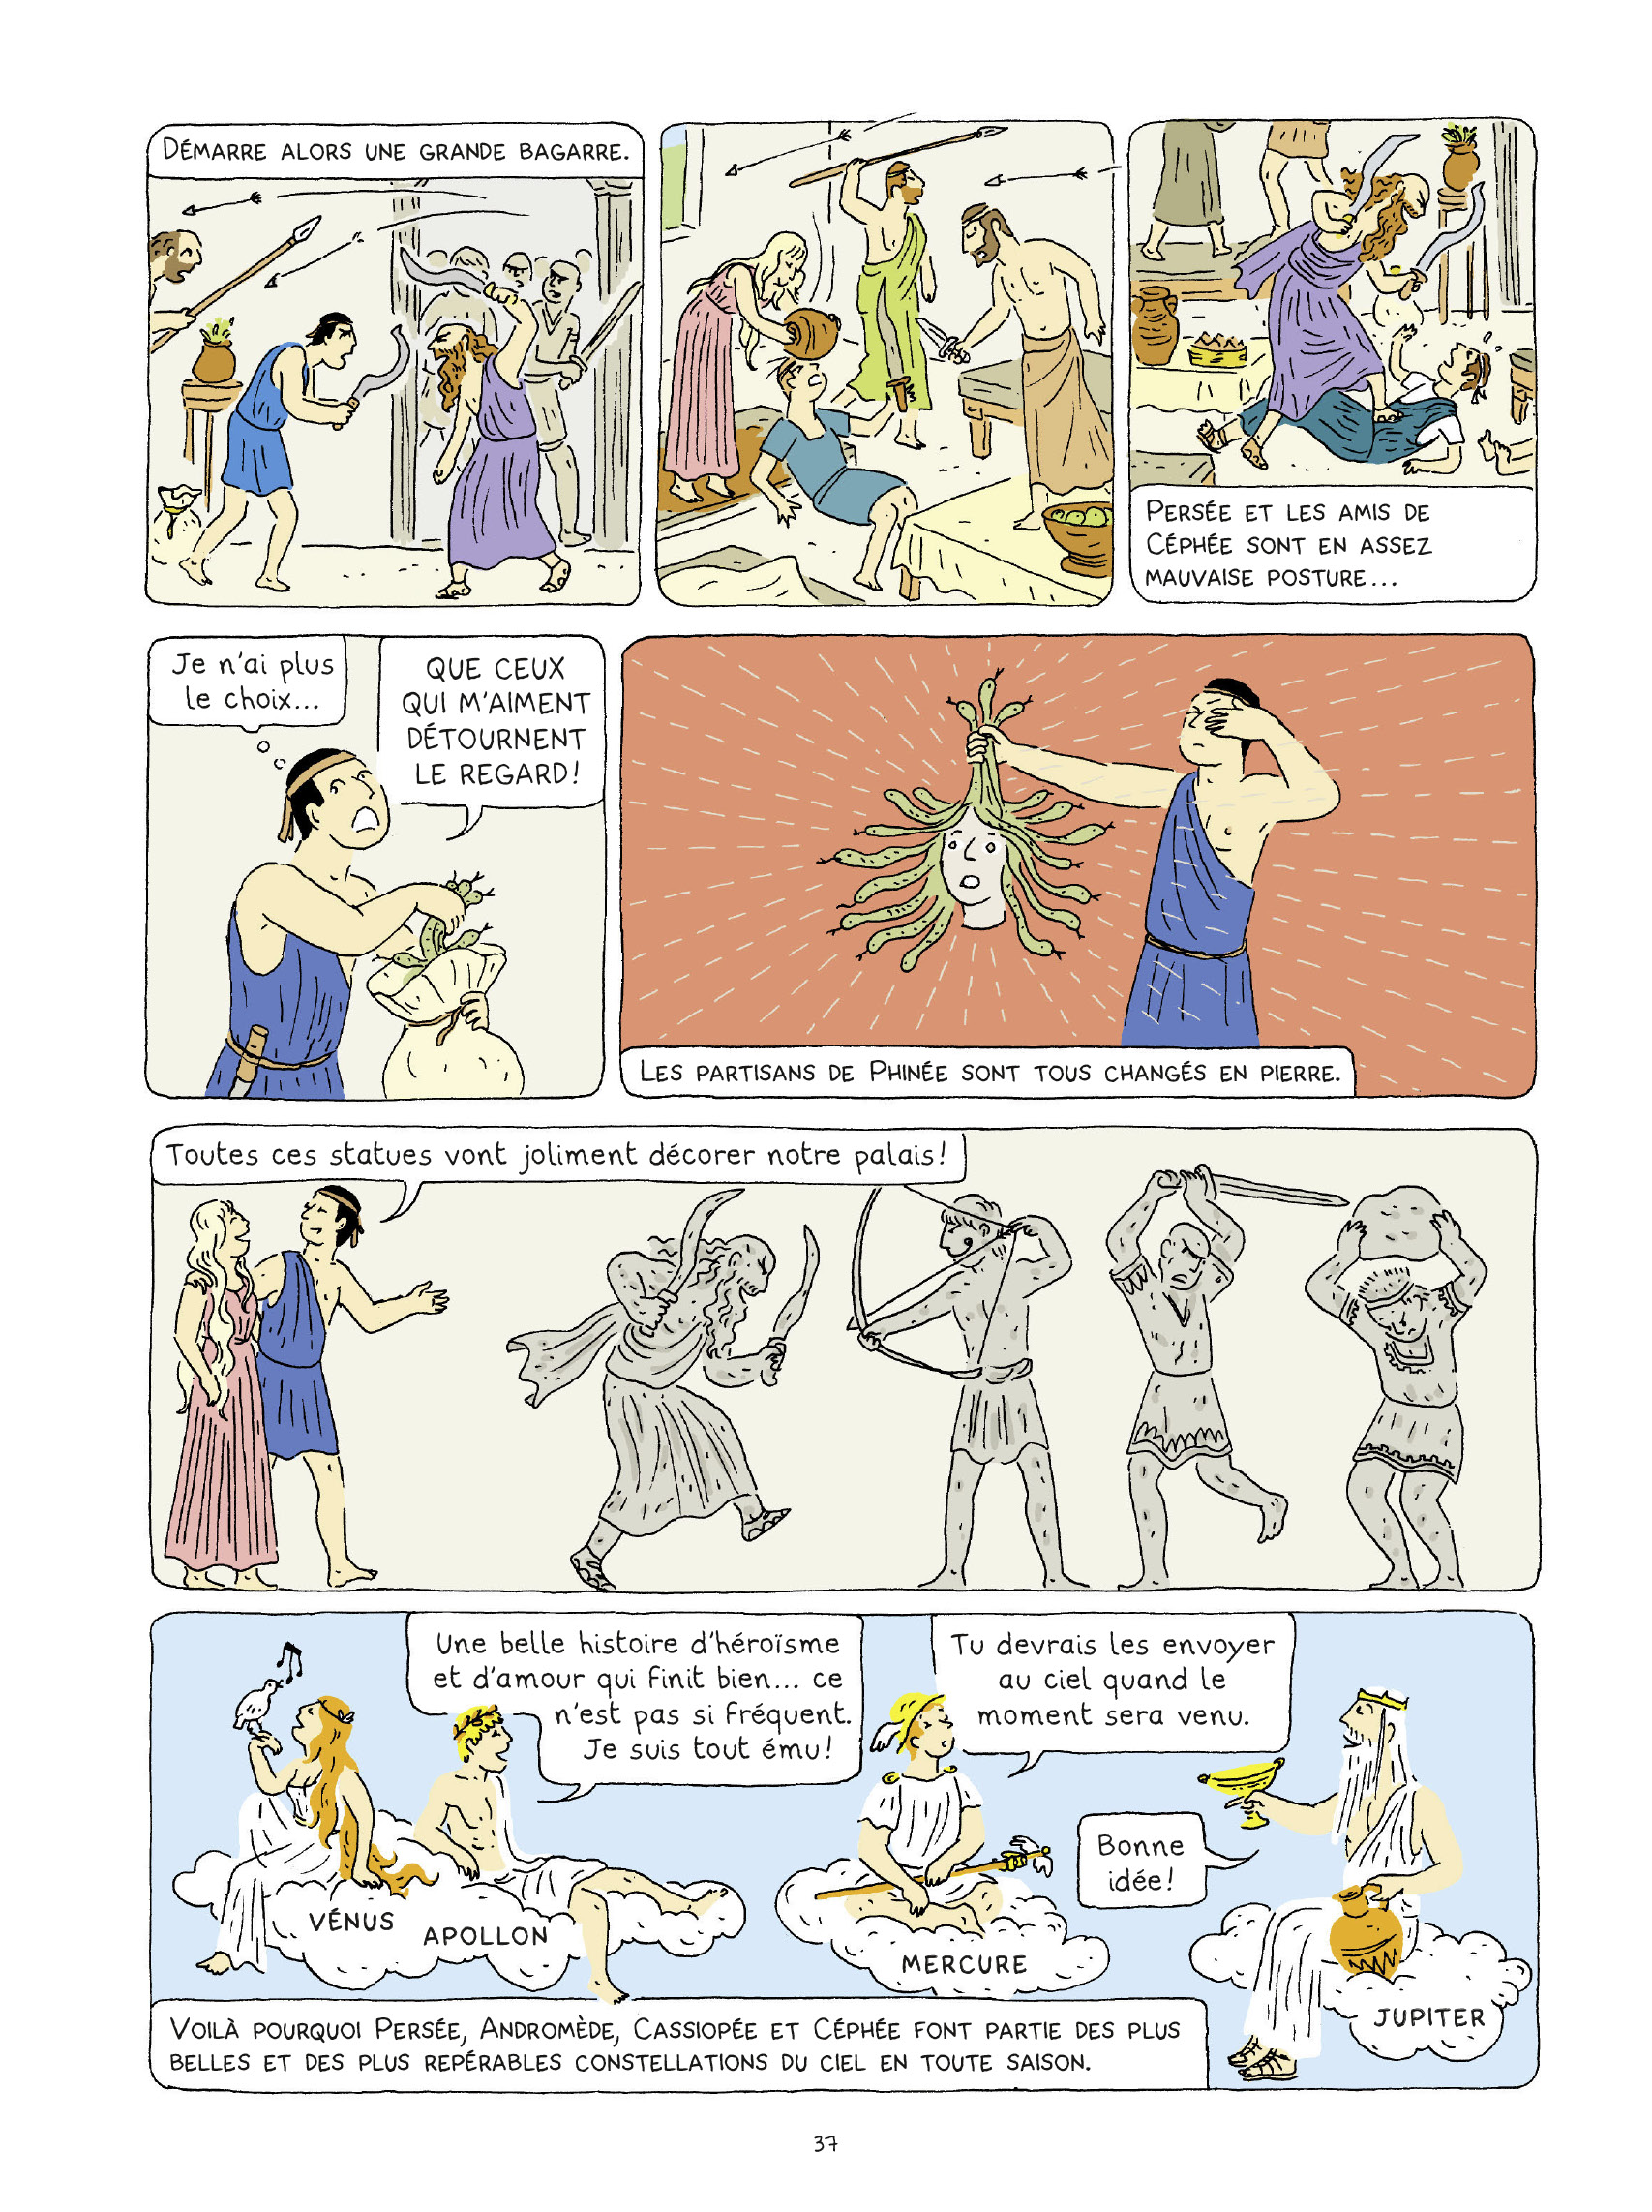 DÉMARRE ALORS UNE GRANDE BAGARRE.
PERSÉE ET LES AMIS DE
CÉPHÉE SONT EN ASSEZ
MAUVAISE POSTURE...
Je n'ai plus
le choix...
QUE CEUX
QUI M'AIMENT
DÉTOURNENT
LE REGARD!
LES PARTISANS DE PHINÉE SONT TOUS CHANGÉS EN PIERRE.
Toutes ces statues vont joliment décorer notre palais!
Une belle histoire d'héroïsme
et d'amour qui finit bien... ce
n'est pas si fréquent.
Je suis tout ému!
Tu devrais les envoyer
au ciel quand le
moment sera venu.
Bonne
idée!
VÉNUS
APOLLON
MERCURE
JUPITER
VOILÀ POURQUOI PERSÉE, ANDROMÈDE, CASSIOPÉE ET CÉPHÉE FONT PARTIE DES PLUS
BELLES ET DES PLUS REPÉRABLES CONSTELLATIONS DU CIEL EN TOUTE SAISON.
37